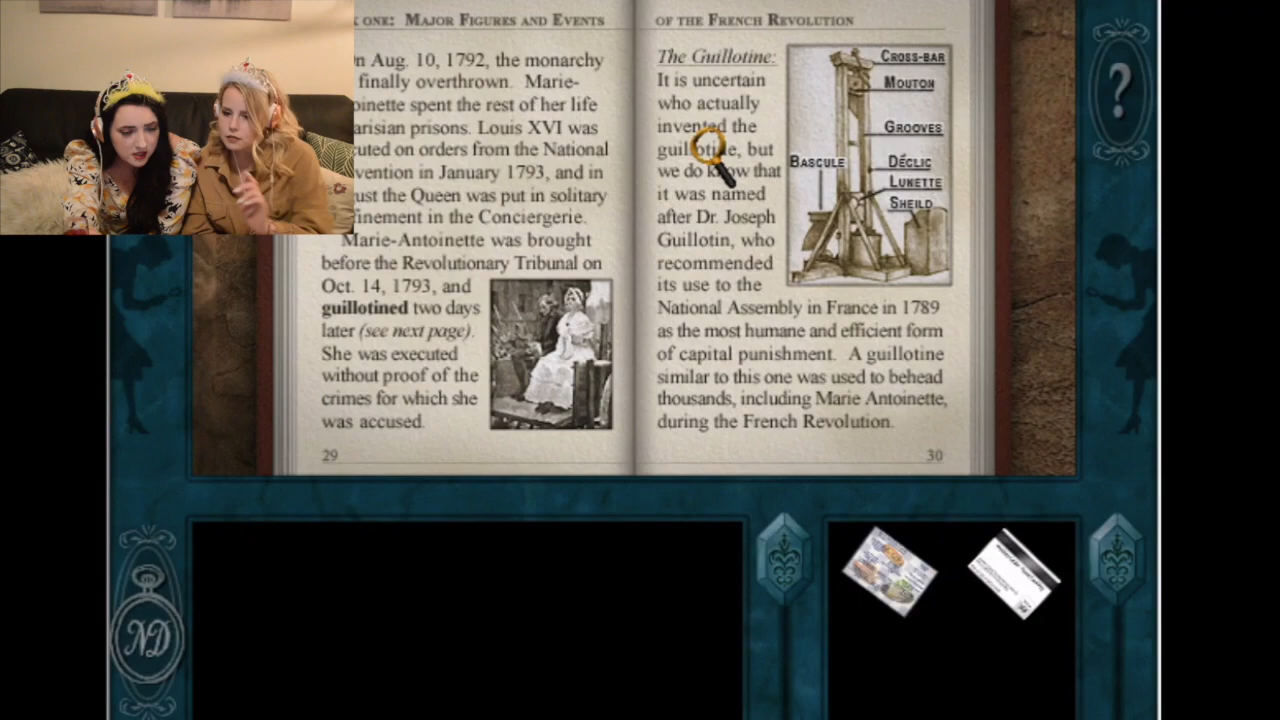 ONE: MAJOR FIGURES AND EVENTS
n Aug. 10, 1792, the monarchy
finally overthrown. Marie-
oinette spent the rest of her life
arisian prisons. Louis XVI was
uted on orders from the National
vention in January 1793, and in
ust the Queen was put in solitary
finement in the Conciergerie.
Marie-Antoinette was brought
before the Revolutionary Tribunal on
Oct. 14, 1793, and
guillotined two days
later (see next page).
She was executed
without proof of the
crimes for which she
was accused.
29
OF THE FRENCH REVOLUTION
The Guillotine:
It is uncertain
who actually
invented the
guillotine, but
we do know that
it was named
after Dr. Joseph
Guillotin, who
recommended
its use to the
National Assembly in France in 1789
as the most humane and efficient form
of capital punishment. A guillotine
similar to this one was used to behead
thousands, including Marie Antoinette,
during the French Revolution.
CROSS-BAR
MOUTON
GROOVES
BASCULE
DÉCLIC
LUNETTE
SHEILD
30
?
ND